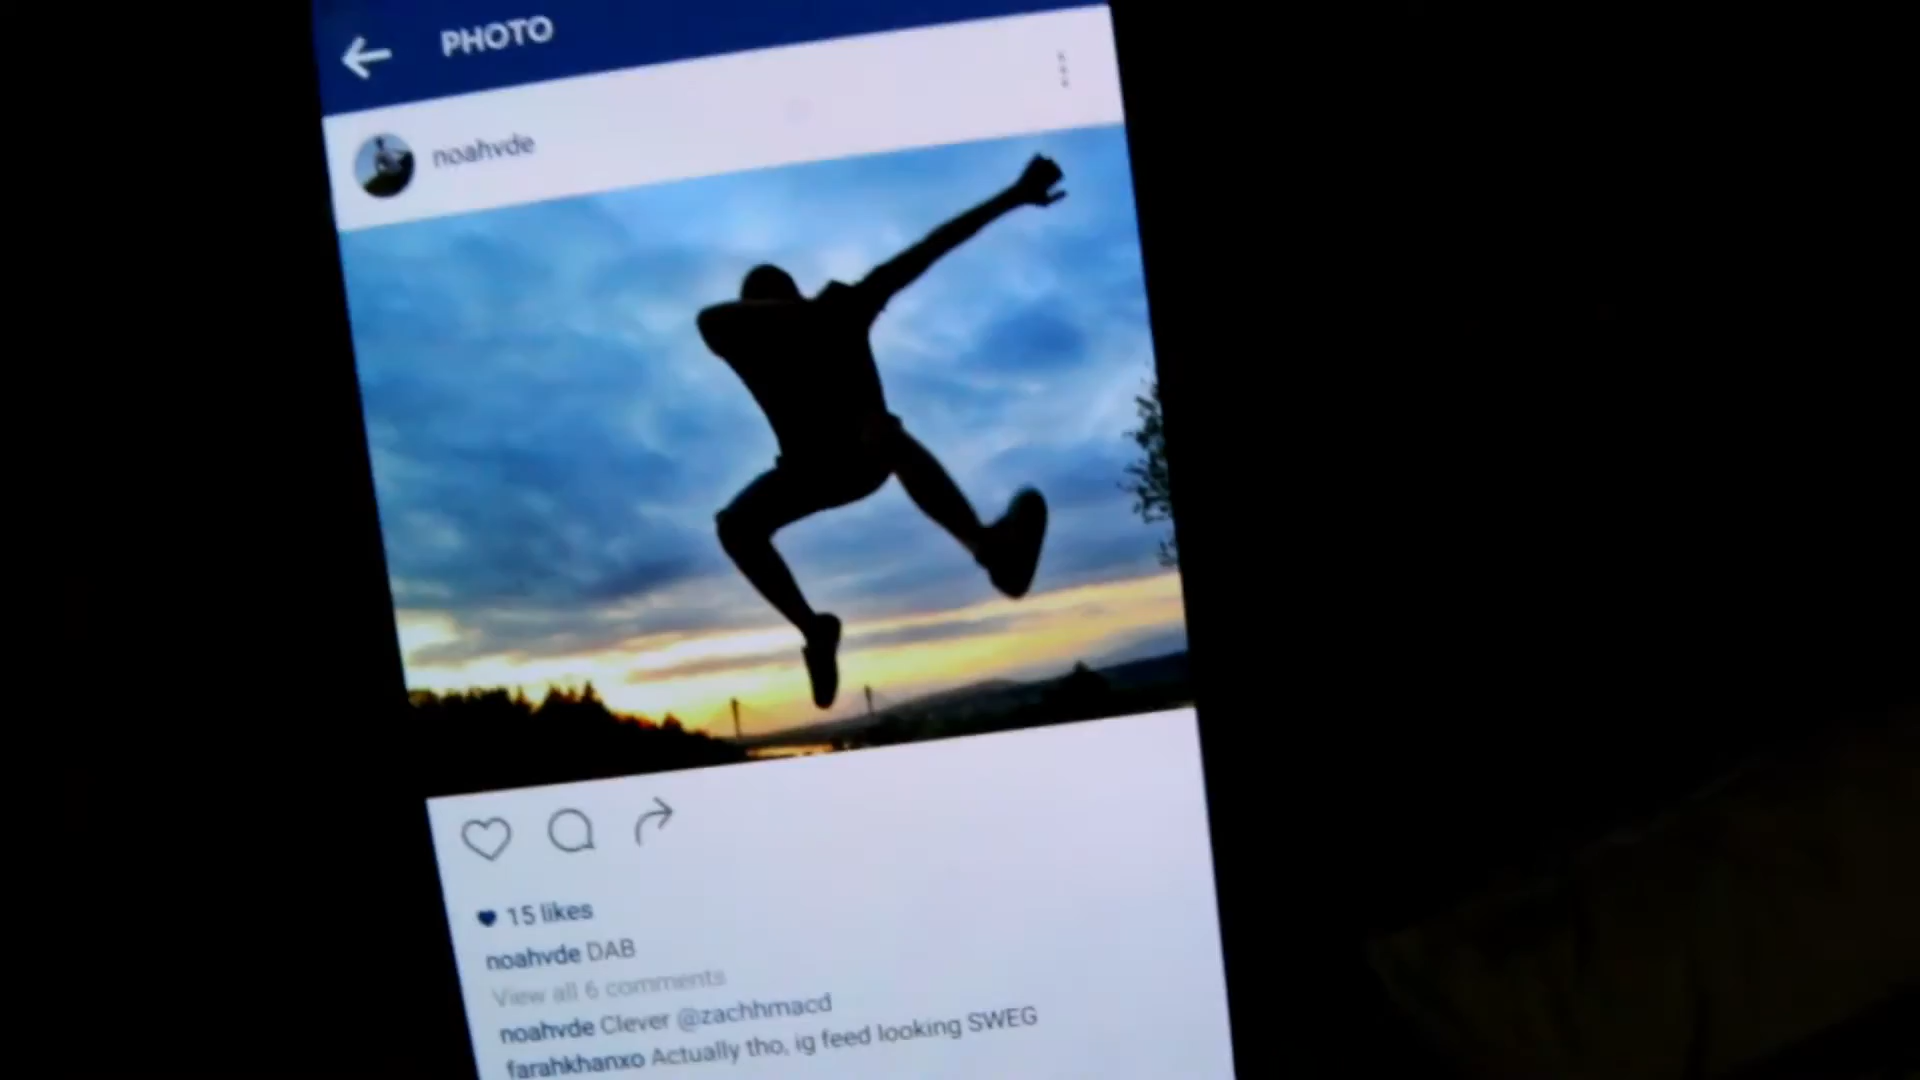 PHOTO
noahvde
15 likes
noahvde DAB
View all 6 comments
noahvde Clever @zachhmacd
farahkhanxo Actually tho, ig feed looking SWEG